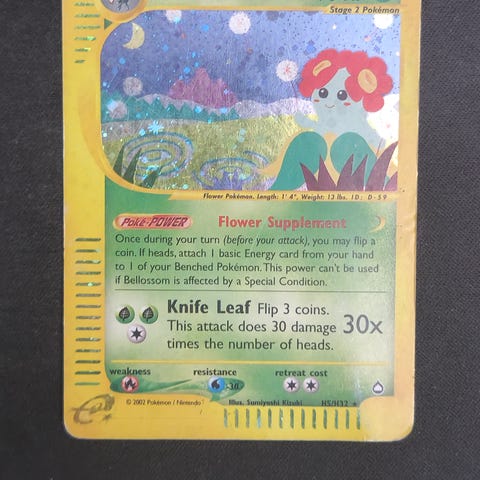 Stage 2 Pokémon
Flower Pokémon. Length: 1' 4", Weight: 13 lbs. ID: D-59
Poké-POWER Flower Supplement
Once during your turn (before your attack), you may flip a
coin. If heads, attach 1 basic Energy card from your hand
to 1 of your Benched Pokémon. This power can't be used
if Bellossom is affected by a Special Condition.
Knife Leaf Flip 3 coins.
This attack does 30 damage 30x
times the number of heads.
weakness resistance retreat cost
-30
© 2002 Pokémon / Nintendo Illus. Sumiyoshi Kizuki H5/H32 ★